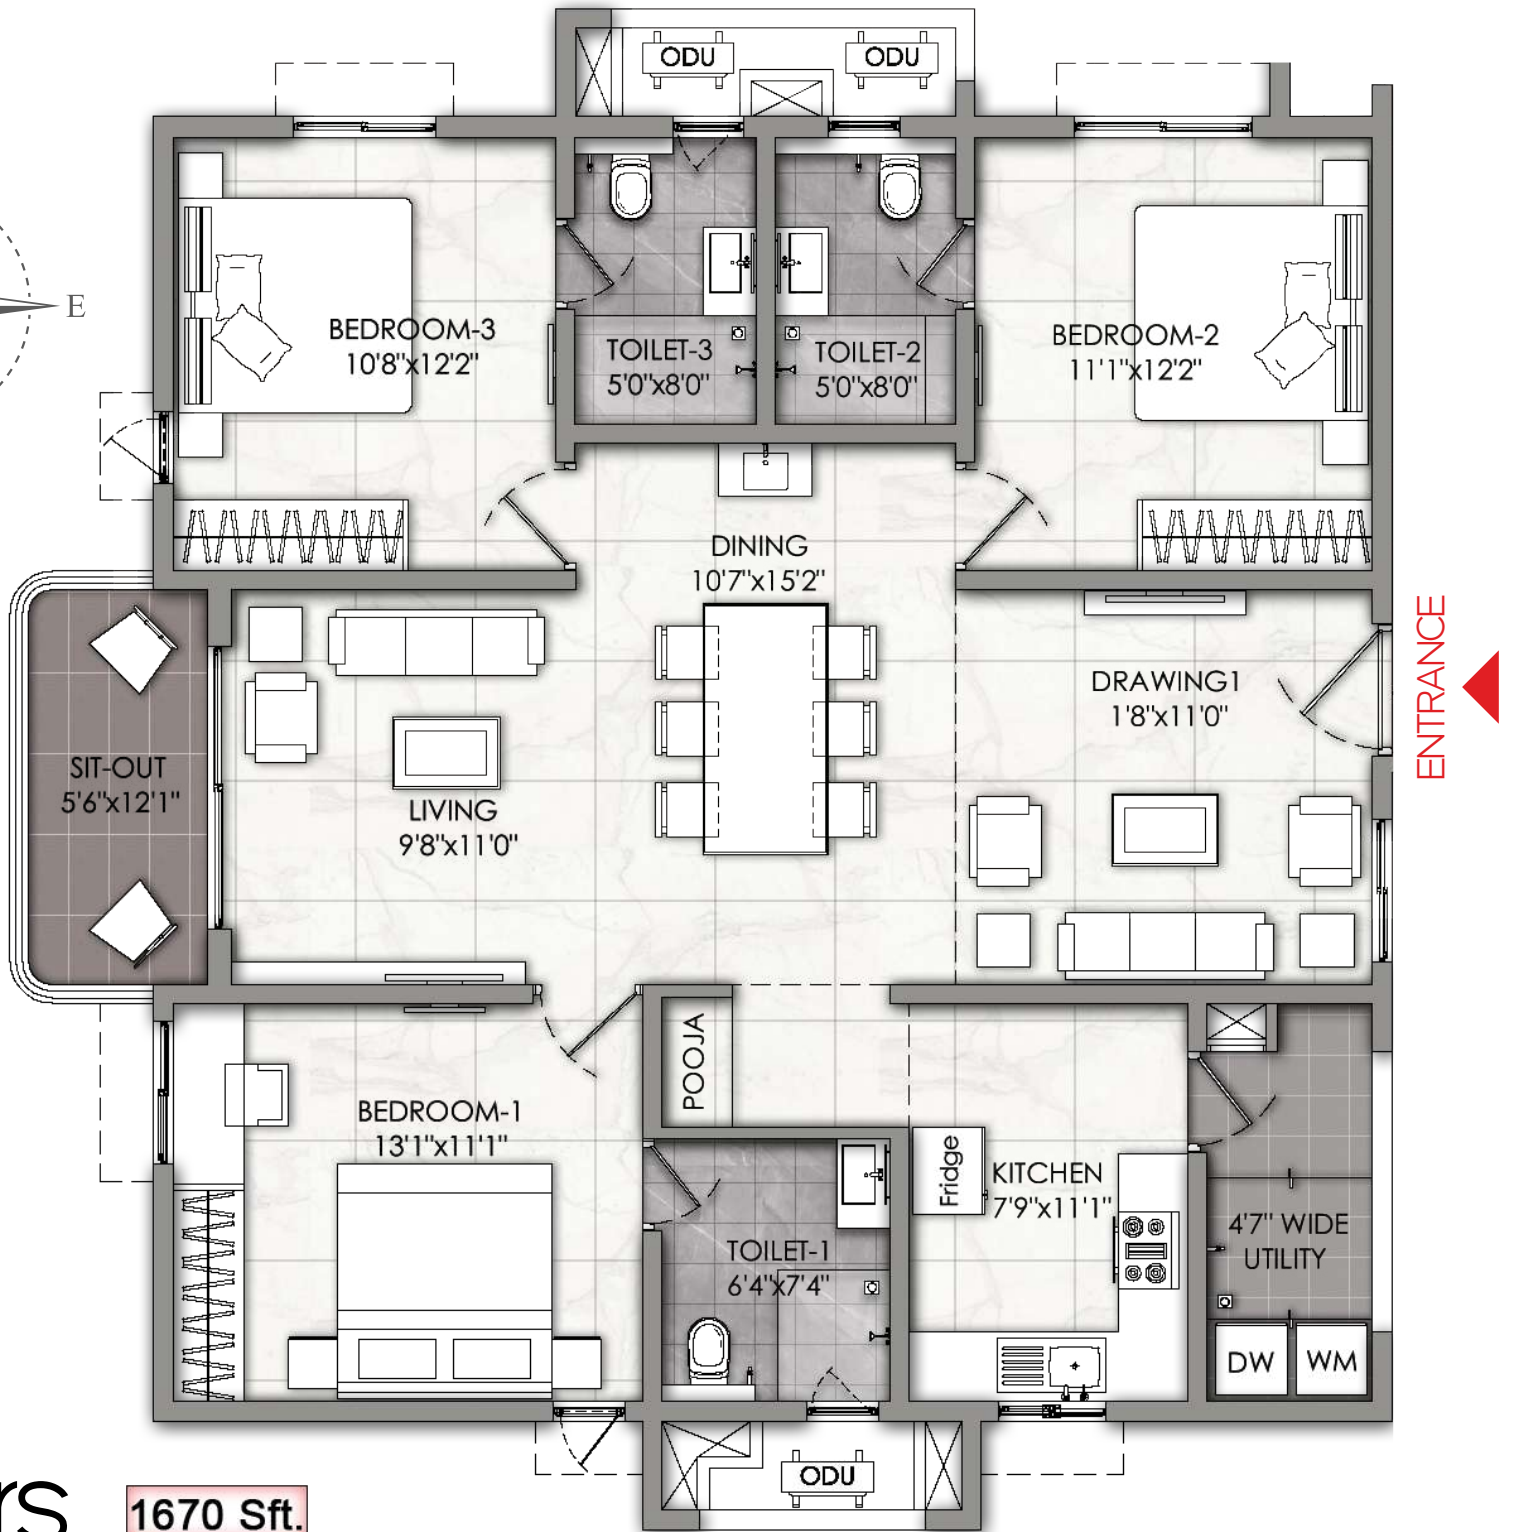 ODU
ODU
E
BEDROOM-3
10'8"x12'2"
TOILET-3
5'0"x8'0"
TOILET-2
5'0"x8'0"
BEDROOM-2
11'1"x12'2"
DINING
10'7"x15'2"
ENTRANCE
DRAWING1
1'8"x11'0"
SIT-OUT
5'6"x12'1"
LIVING
9'8"x11'0"
POOJA
BEDROOM-1
13'1"x11'1"
Fridge
KITCHEN
7'9"x11'1"
4'7" WIDE
UTILITY
TOILET-1
6'4"x7'4"
DW
WM
ODU
rs
1670 Sft.